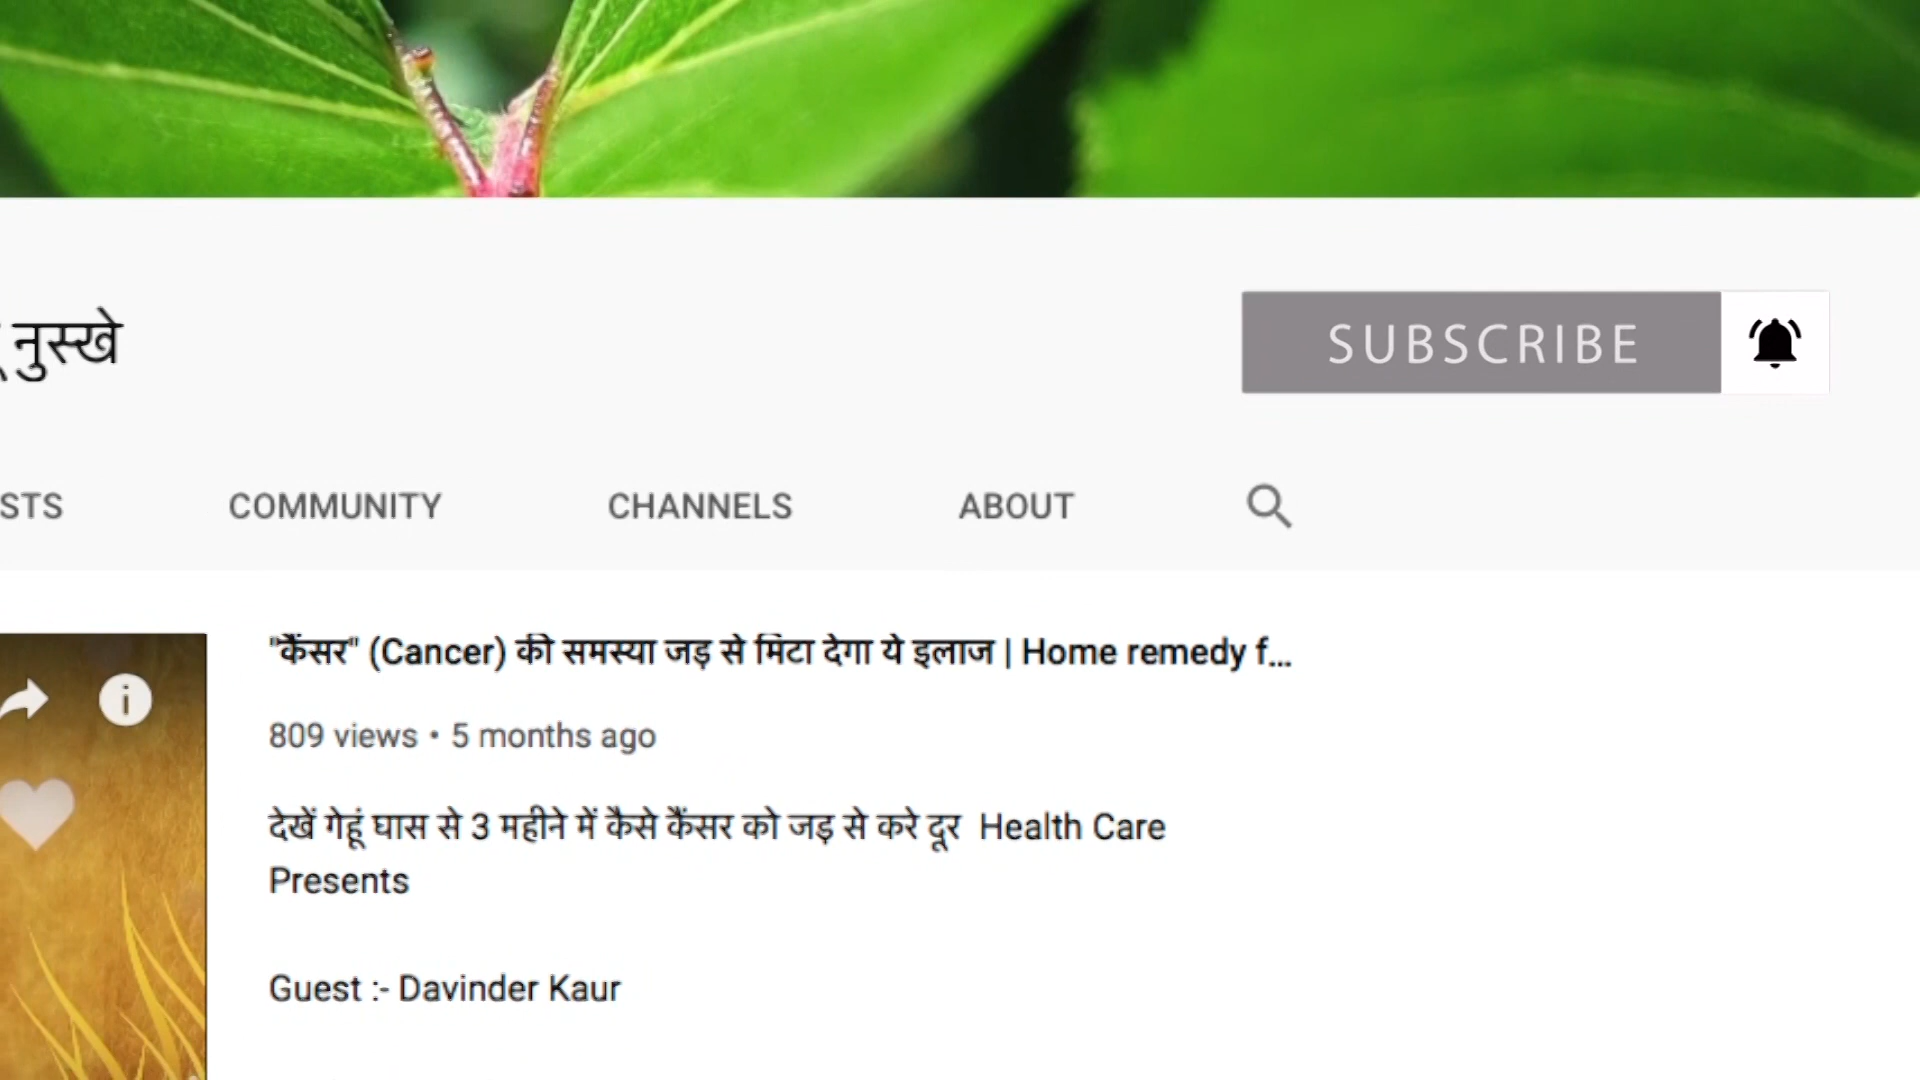 नुस्खे
SUBSCRIBE
STS COMMUNITY CHANNELS ABOUT
"कैंसर" (Cancer) की समस्या जड़ से मिटा देगा ये इलाज | Home remedy f...
809 views • 5 months ago
देखें गेहूं घास से 3 महीने में कैसे कैंसर को जड़ से करे दूर Health Care
Presents
Guest :- Davinder Kaur